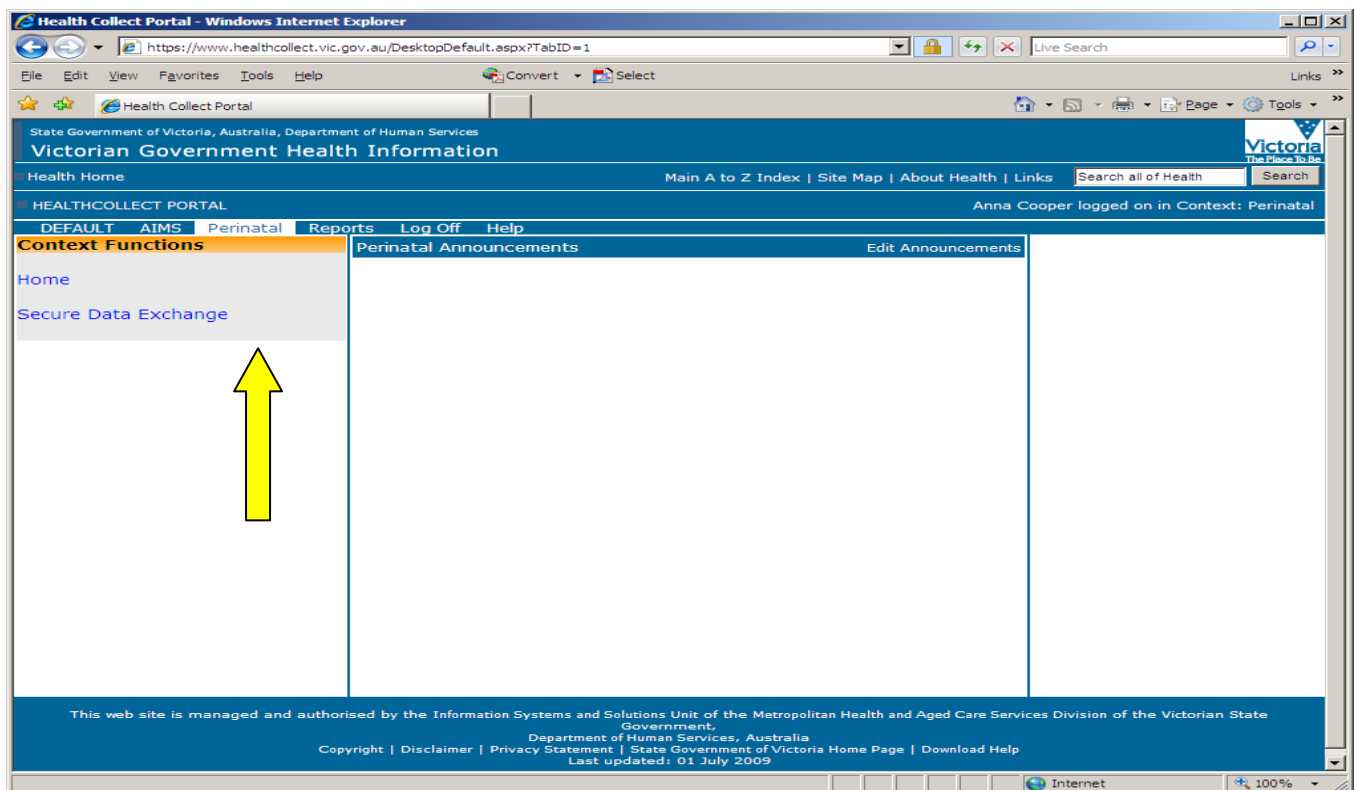 Health Collect Portal - Windows Internet Explorer
https://www.healthcollect.vic.gov.au/DesktopDefault.aspx?TabID=1 Live Search
File Edit View Favorites Tools Help Convert Select Links »
Health Collect Portal Page Tools »
State Government of Victoria, Australia, Department of Human Services
Victorian Government Health Information
Victoria
The Place To Be
Health Home Main A to Z Index | Site Map | About Health | Links Search all of Health Search
HEALTHCOLLECT PORTAL Anna Cooper logged on in Context: Perinatal
DEFAULT AIMS Perinatal Reports Log Off Help
Context Functions Perinatal Announcements Edit Announcements
Home
Secure Data Exchange
This web site is managed and authorised by the Information Systems and Solutions Unit of the Metropolitan Health and Aged Care Services Division of the Victorian State
Government,
Department of Human Services, Australia
Copyright | Disclaimer | Privacy Statement | State Government of Victoria Home Page | Download Help
Last updated: 01 July 2009
Internet 100%